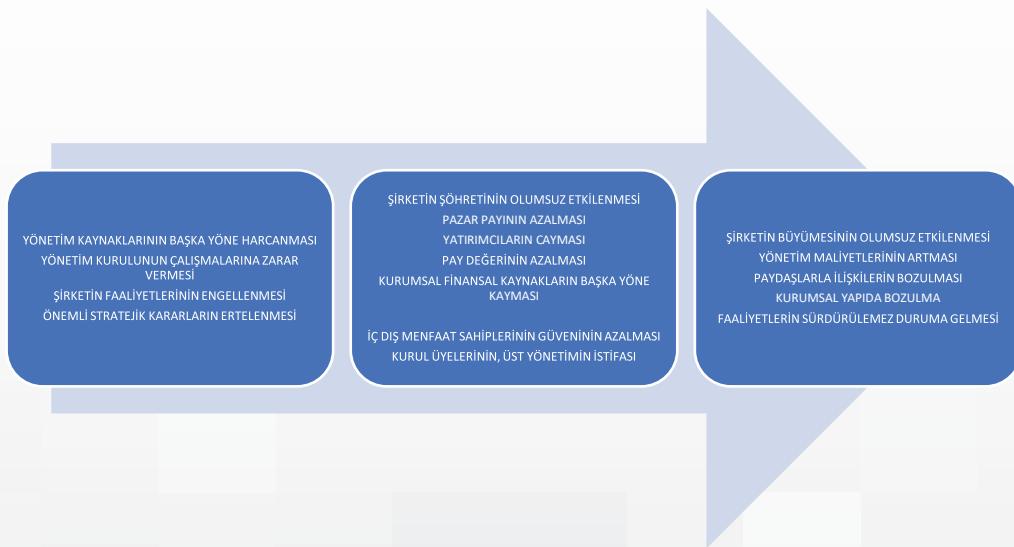 YÖNETİM KAYNAKLARININ BAŞKA YÖNE HARCANMASI
YÖNETİM KURULUNUN ÇALIŞMALARINA ZARAR
VERMESİ
ŞİRKETİN FAALİYETLERİNİN ENGELLENMESİ
ÖNEMLİ STRATEJİK KARARLARIN ERTELENMESİ
ŞİRKETİN ŞÖHRETİNİN OLUMSUZ ETKİLENMESİ
PAZAR PAYININ AZALMASI
YATIRIMCILARIN CAYMASI
PAY DEĞERİNİN AZALMASI
KURUMSAL FİNANSAL KAYNAKLARIN BAŞKA YÖNE
KAYMASI
İÇ DIŞ MENFAAT SAHİPLERİNİN GÜVENİNİN AZALMASI
KURUL ÜYELERİNİN, ÜST YÖNETİMİN İSTİFASI
ŞİRKETİN BÜYÜMESİNİN OLUMSUZ ETKİLENMESİ
YÖNETİM MALİYETLERİNİN ARTMASI
PAYDAŞLARLA İLİŞKİLERİN BOZULMASI
KURUMSAL YAPIDA BOZULMA
FAALİYETLERİN SÜRDÜRÜLEMEZ DURUMA GELMESİ